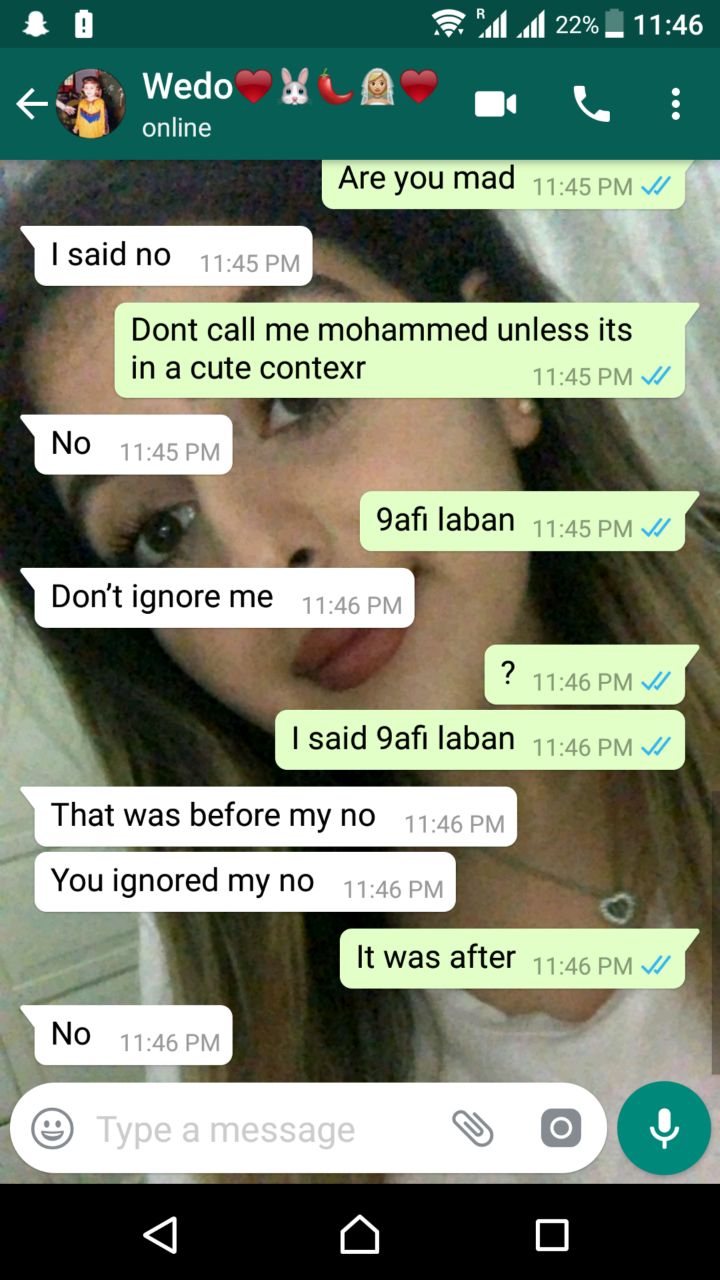 R 22% 11:46
Wedo❤️🐰🌶️👰🏼❤️
online
Are you mad 11:45 PM
I said no 11:45 PM
Dont call me mohammed unless its
in a cute contexr 11:45 PM
No 11:45 PM
9afi laban 11:45 PM
Don’t ignore me 11:46 PM
? 11:46 PM
I said 9afi laban 11:46 PM
That was before my no 11:46 PM
You ignored my no 11:46 PM
It was after 11:46 PM
No 11:46 PM
Type a message